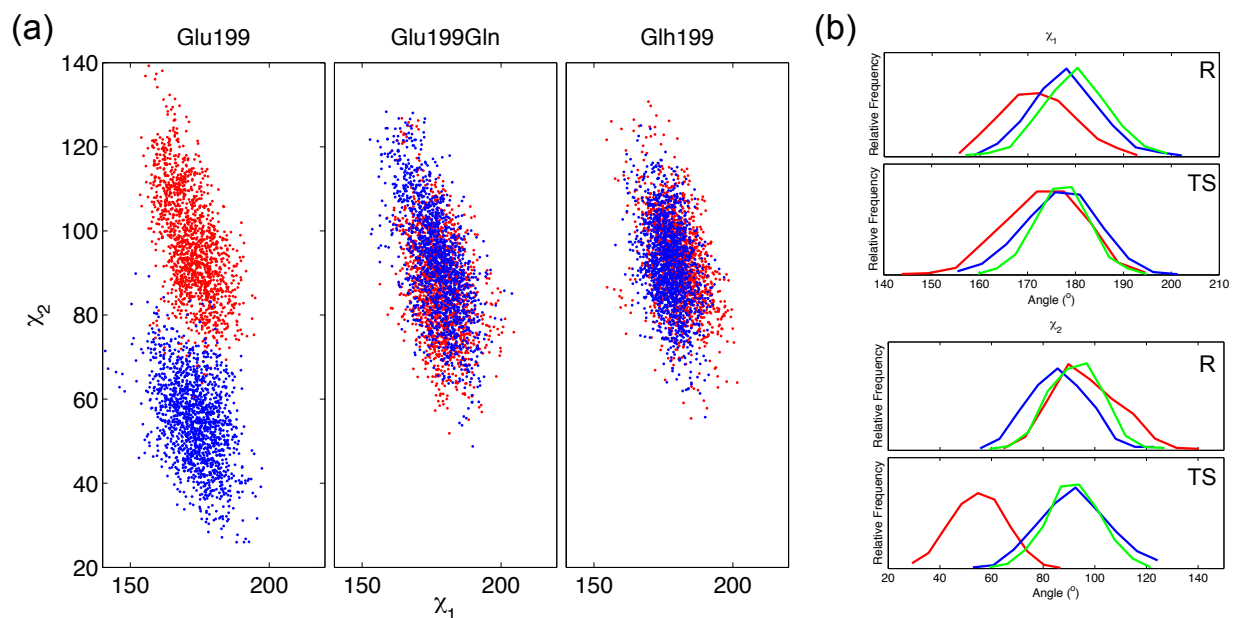 (a)
Glu199
Glu199Gln
Glh199
140
120
100
80
60
40
20
χ2
150
200
150
200
150
200
χ1
(b)
χ1
R
Relative Frequency
TS
Relative Frequency
140
150
160
170
180
190
200
210
Angle (o)
χ2
R
Relative Frequency
TS
Relative Frequency
20
40
60
80
100
120
140
Angle (o)